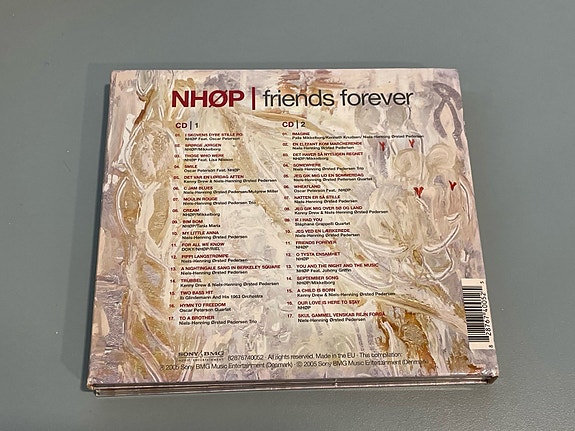 NHØP | friends forever
CD | 1
01. I SKOVENS DYBE STILLE RO
NHØP Feat. Oscar Peterson
02. SPØRGE JØRGEN
NHØP/Mikkelborg
03. THOSE WHO WERE
NHØP Feat. Lisa Nilsson
04. SMILE
Oscar Peterson Feat. NHØP
05. DET VAR EN LØRDAG AFTEN
Kenny Drew & Niels-Henning Ørsted Pedersen
06. C JAM BLUES
Niels-Henning Ørsted Pedersen/Mulgrew Miller
07. MOULIN ROUGE
Niels-Henning Ørsted Pedersen
08. CREAM
NHØP/Mikkelborg
09. BIM BOM
NHØP/Tania Maria
10. MY LITTLE ANNA
Niels-Henning Ørsted Pedersen
11. FOR ALL WE KNOW
DOKY/NHØP/RIEL
12. PIPPI LANGSTRØMPE
Niels-Henning Ørsted Pedersen
13. A NIGHTINGALE SANG IN BERKELEY SQUARE
Niels-Henning Ørsted Pedersen
14. TRUBBEL
Kenny Drew & Niels-Henning Ørsted Pedersen
15. TWO BASS HIT
Ib Glindemann And His 1963 Orchestra
16. HYMN TO FREEDOM
Oscar Peterson Quartet
17. TO A BROTHER
Niels-Henning Ørsted Pedersen Trio
CD | 2
01. IMAGINE
Palle Mikkelborg/Kenneth Knudsen/ Niels-Henning Ørsted Pedersen
02. EN ELEFANT KOM MARCHERENDE
Niels-Henning Ørsted Pedersen
03. DET HAVER SÅ NYELIGEN REGNET
NHØP/Mikkelborg
04. SOMEWHERE
Niels-Henning Ørsted Pedersen Trio
05. JEG GIK MIG UD EN SOMMERDAG
Niels-Henning Ørsted Pedersen Quartet
06. WHEATLAND
Oscar Peterson Feat. NHØP
07. NATTEN ER SÅ STILLE
Niels-Henning Ørsted Pedersen
08. JEG GIK MIG OVER SØ OG LAND
Kenny Drew & Niels-Henning Ørsted Pedersen
09. IF I HAD YOU
Stéphane Grappelli Quartet
10. JEG VED EN LÆRKEREDE
Niels-Henning Ørsted Pedersen
11. FRIENDS FOREVER
NHØP
12. O TYSTA ENSAMHET
NHØP
13. YOU AND THE NIGHT AND THE MUSIC
NHØP Feat. Johnny Griffin
14. SEPTEMBER SONG
NHØP/Mikkelborg
15. A CHILD IS BORN
Kenny Drew & Niels-Henning Ørsted Pedersen
16. OUR LOVE IS HERE TO STAY
NHØP
17. SKUL GAMMEL VENSKAB REJN FORGÅ
Niels-Henning Ørsted Pedersen
SONY BMG
MUSIC ENTERTAINMENT
82876740052 · All rights reserved. Made in the EU · This compilation:
℗ 2005 Sony BMG Music Entertainment (Denmark) · © 2005 Sony BMG Music Entertainment (Denmark)